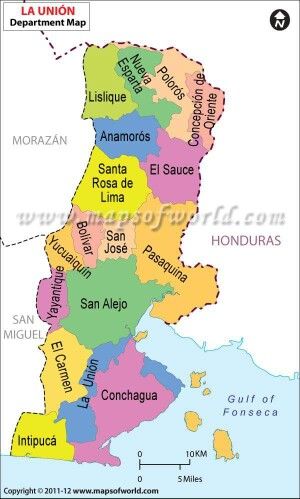 LA UNIÓN
Department Map
N
Lislique
Nueva
Esparta
Polorós
Concepción de
Oriente
MORAZÁN
Anamorós
El Sauce
Santa
Rosa de
Lima
www.mapsofworld.com
HONDURAS
Bolívar
San
José
Yucuaiquín
Pasaquina
Yayantique
San Alejo
SAN
MIGUEL
El Carmen
La Unión
Conchagua
Gulf of
Fonseca
Intipucá
0
10KM
0
5 Miles
Copyright © 2011-12 www.mapsofworld.com